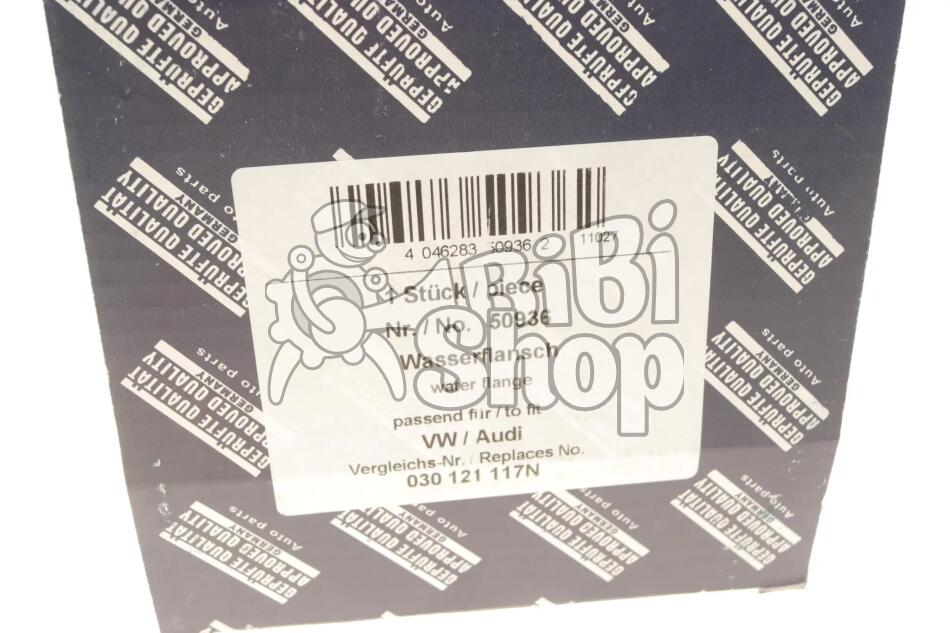 GEPRÜFTE QUALITÄT
APPROVED QUALITY
GERMANY
Auto parts
4 046283 50936 2 11027
1 Stück / piece
Nr. / No. 50936
Wasserflansch
water flange
passend für / to fit
VW / Audi
Vergleichs-Nr. / Replaces No.
030 121 117N
BiBi
Shop